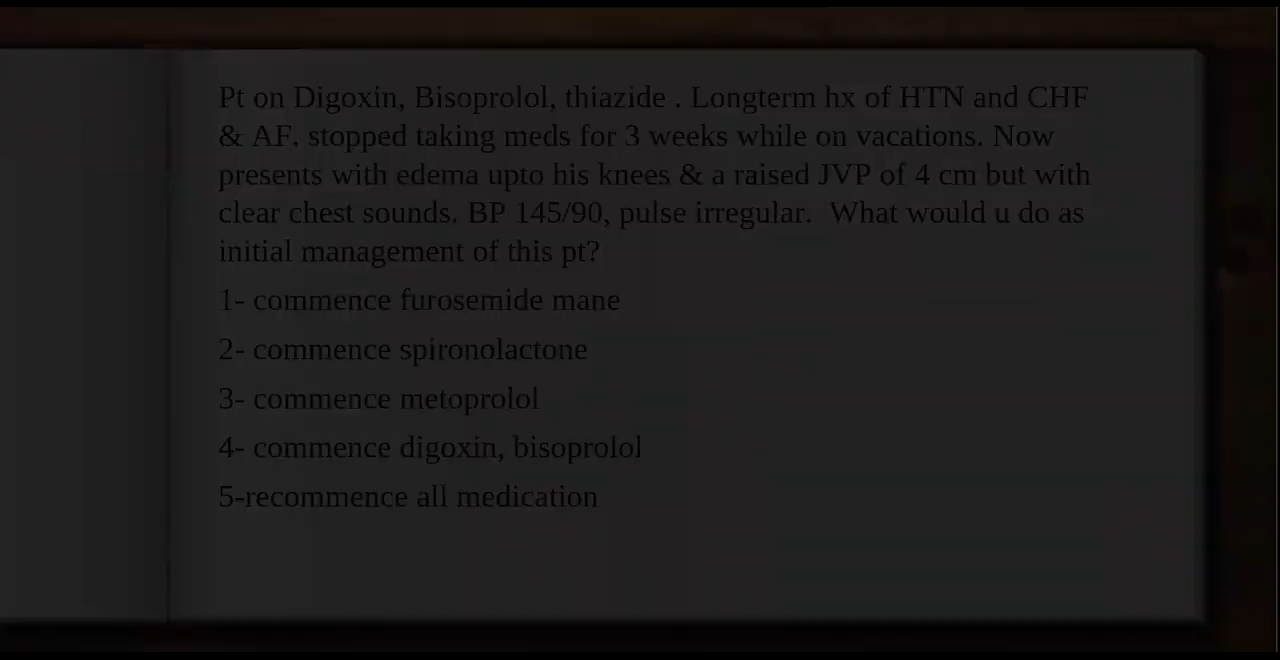 Pt on Digoxin, Bisoprolol, thiazide . Longterm hx of HTN and CHF
& AF. stopped taking meds for 3 weeks while on vacations. Now
presents with edema upto his knees & a raised JVP of 4 cm but with
clear chest sounds. BP 145/90, pulse irregular.  What would u do as
initial management of this pt?
1- commence furosemide mane
2- commence spironolactone
3- commence metoprolol
4- commence digoxin, bisoprolol
5-recommence all medication